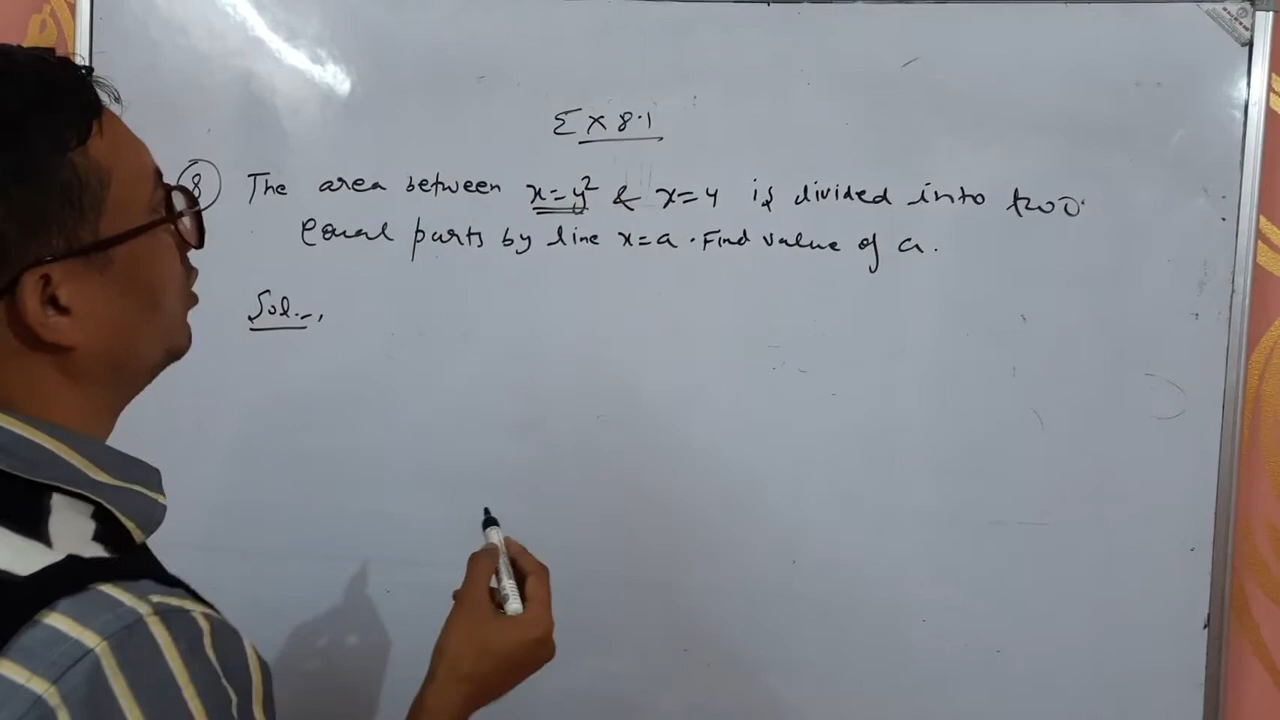 Ex 8.1
8 The area between x=y² & x=4 is divided into two
equal parts by line x=a. Find value of a.
Sol.-,